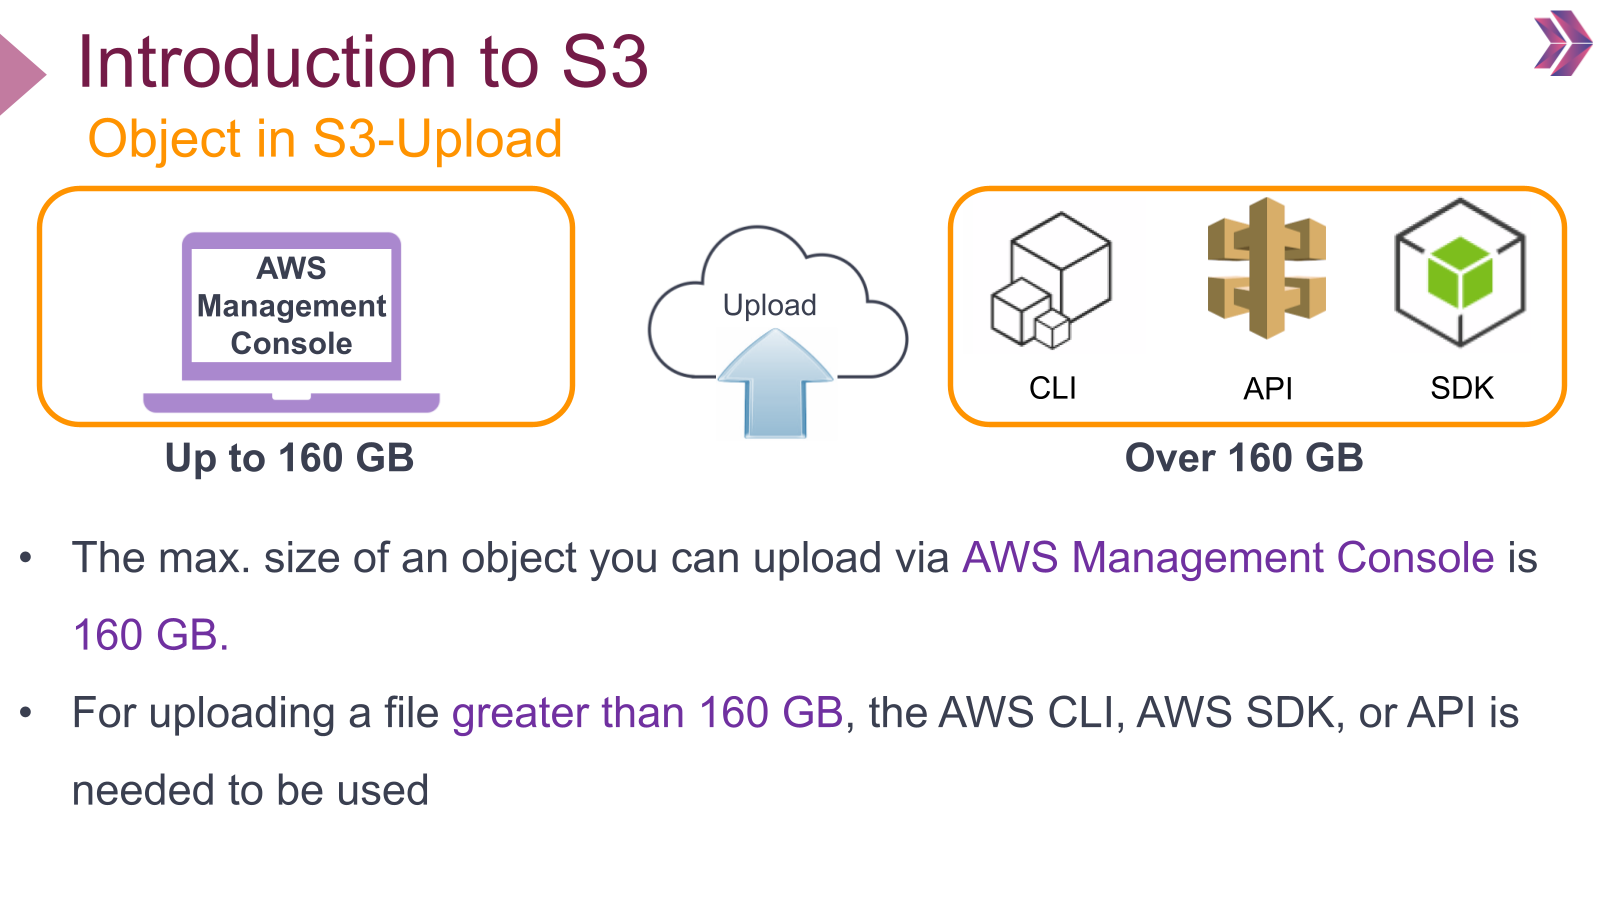 Introduction to S3
Object in S3-Upload
AWS
Management
Console
Upload
CLI
API
SDK
Up to 160 GB
Over 160 GB
• The max. size of an object you can upload via AWS Management Console is
160 GB.
• For uploading a file greater than 160 GB, the AWS CLI, AWS SDK, or API is
needed to be used